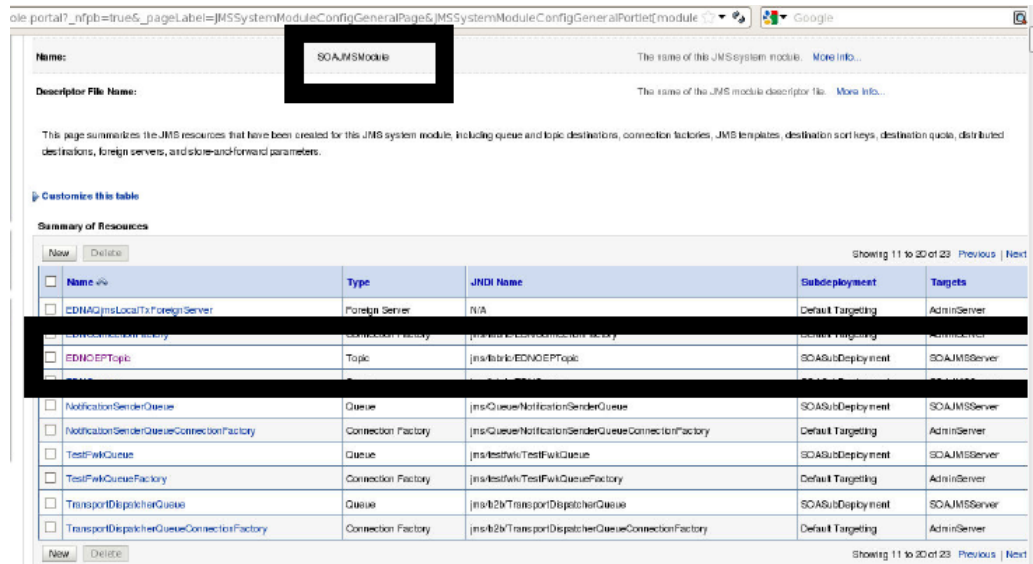 ole.portal?_nfpb=true&_pageLabel=JMSSystemModuleConfigGeneralPage&JMSSystemModuleConfigGeneralPortlet[module Google
Name: SOAJMSModule The name of this JMS system module. More Info...
Descriptor File Name: The name of the JMS module descriptor file. More Info...
This page summarizes the JMS resources that have been created for this JMS system module, including queue and topic destinations, connection factories, JMS templates, destination sort keys, destination quota, distributed
destinations, foreign servers, and store-and-forward parameters.
Customize this table
Summary of Resources
New Delete Showing 11 to 20 of 23 Previous | Next
Name Type JNDI Name Subdeployment Targets
EDNAQjmsLocalTxForeignServer Foreign Server N/A Default Targeting AdminServer
EDNOEPTopic Topic jms/fabric/EDNOEPTopic SOASubDeployment SOAJMSServer
NotificationSenderQueue Queue jms/Queue/NotificationSenderQueue SOASubDeployment SOAJMSServer
NotificationSenderQueueConnectionFactory Connection Factory jms/Queue/NotificationSenderQueueConnectionFactory Default Targeting AdminServer
TestFwkQueue Queue jms/testfwk/TestFwkQueue SOASubDeployment SOAJMSServer
TestFwkQueueFactory Connection Factory jms/testfwk/TestFwkQueueFactory Default Targeting AdminServer
TransportDispatcherQueue Queue jms/b2b/TransportDispatcherQueue SOASubDeployment SOAJMSServer
TransportDispatcherQueueConnectionFactory Connection Factory jms/b2b/TransportDispatcherQueueConnectionFactory Default Targeting AdminServer
New Delete Showing 11 to 20 of 23 Previous | Next